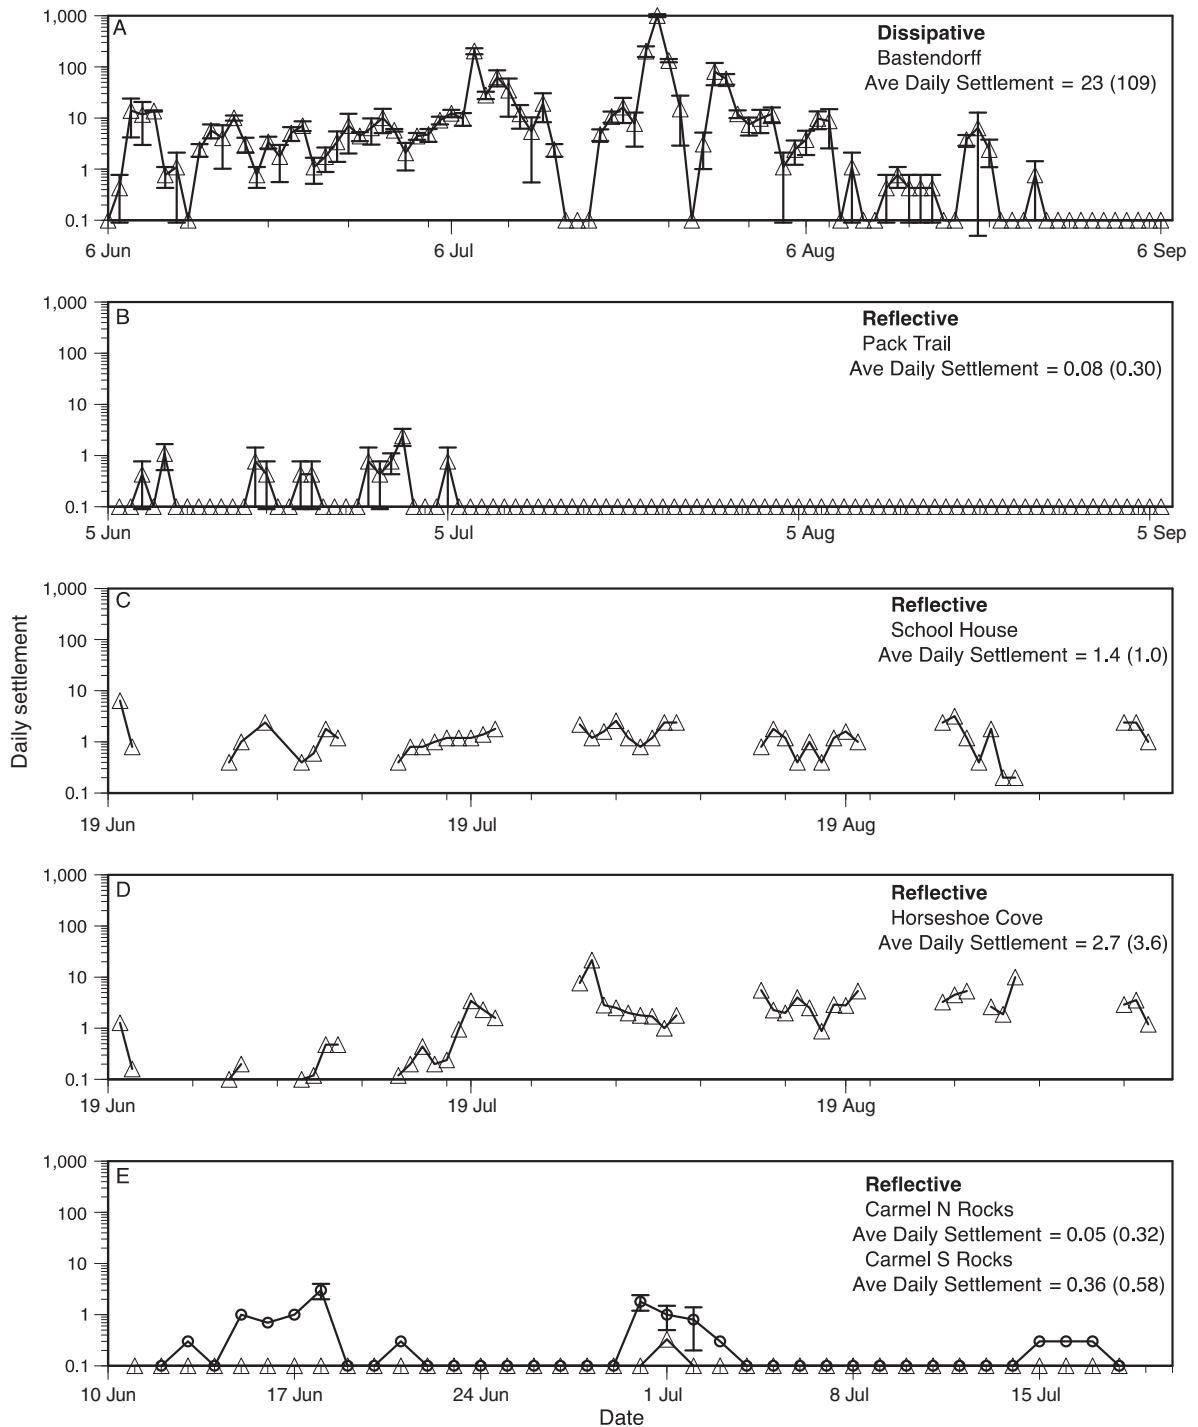 A
Dissipative
Bastendorff
Ave Daily Settlement = 23 (109)
1,000
100
10
1
0.1
6 Jun
6 Jul
6 Aug
6 Sep
B
Reflective
Pack Trail
Ave Daily Settlement = 0.08 (0.30)
1,000
100
10
1
0.1
5 Jun
5 Jul
5 Aug
5 Sep
Daily settlement
C
Reflective
School House
Ave Daily Settlement = 1.4 (1.0)
1,000
100
10
1
0.1
19 Jun
19 Jul
19 Aug
D
Reflective
Horseshoe Cove
Ave Daily Settlement = 2.7 (3.6)
1,000
100
10
1
0.1
19 Jun
19 Jul
19 Aug
E
Reflective
Carmel N Rocks
Ave Daily Settlement = 0.05 (0.32)
Carmel S Rocks
Ave Daily Settlement = 0.36 (0.58)
1,000
100
10
1
0.1
10 Jun
17 Jun
24 Jun
1 Jul
8 Jul
15 Jul
Date